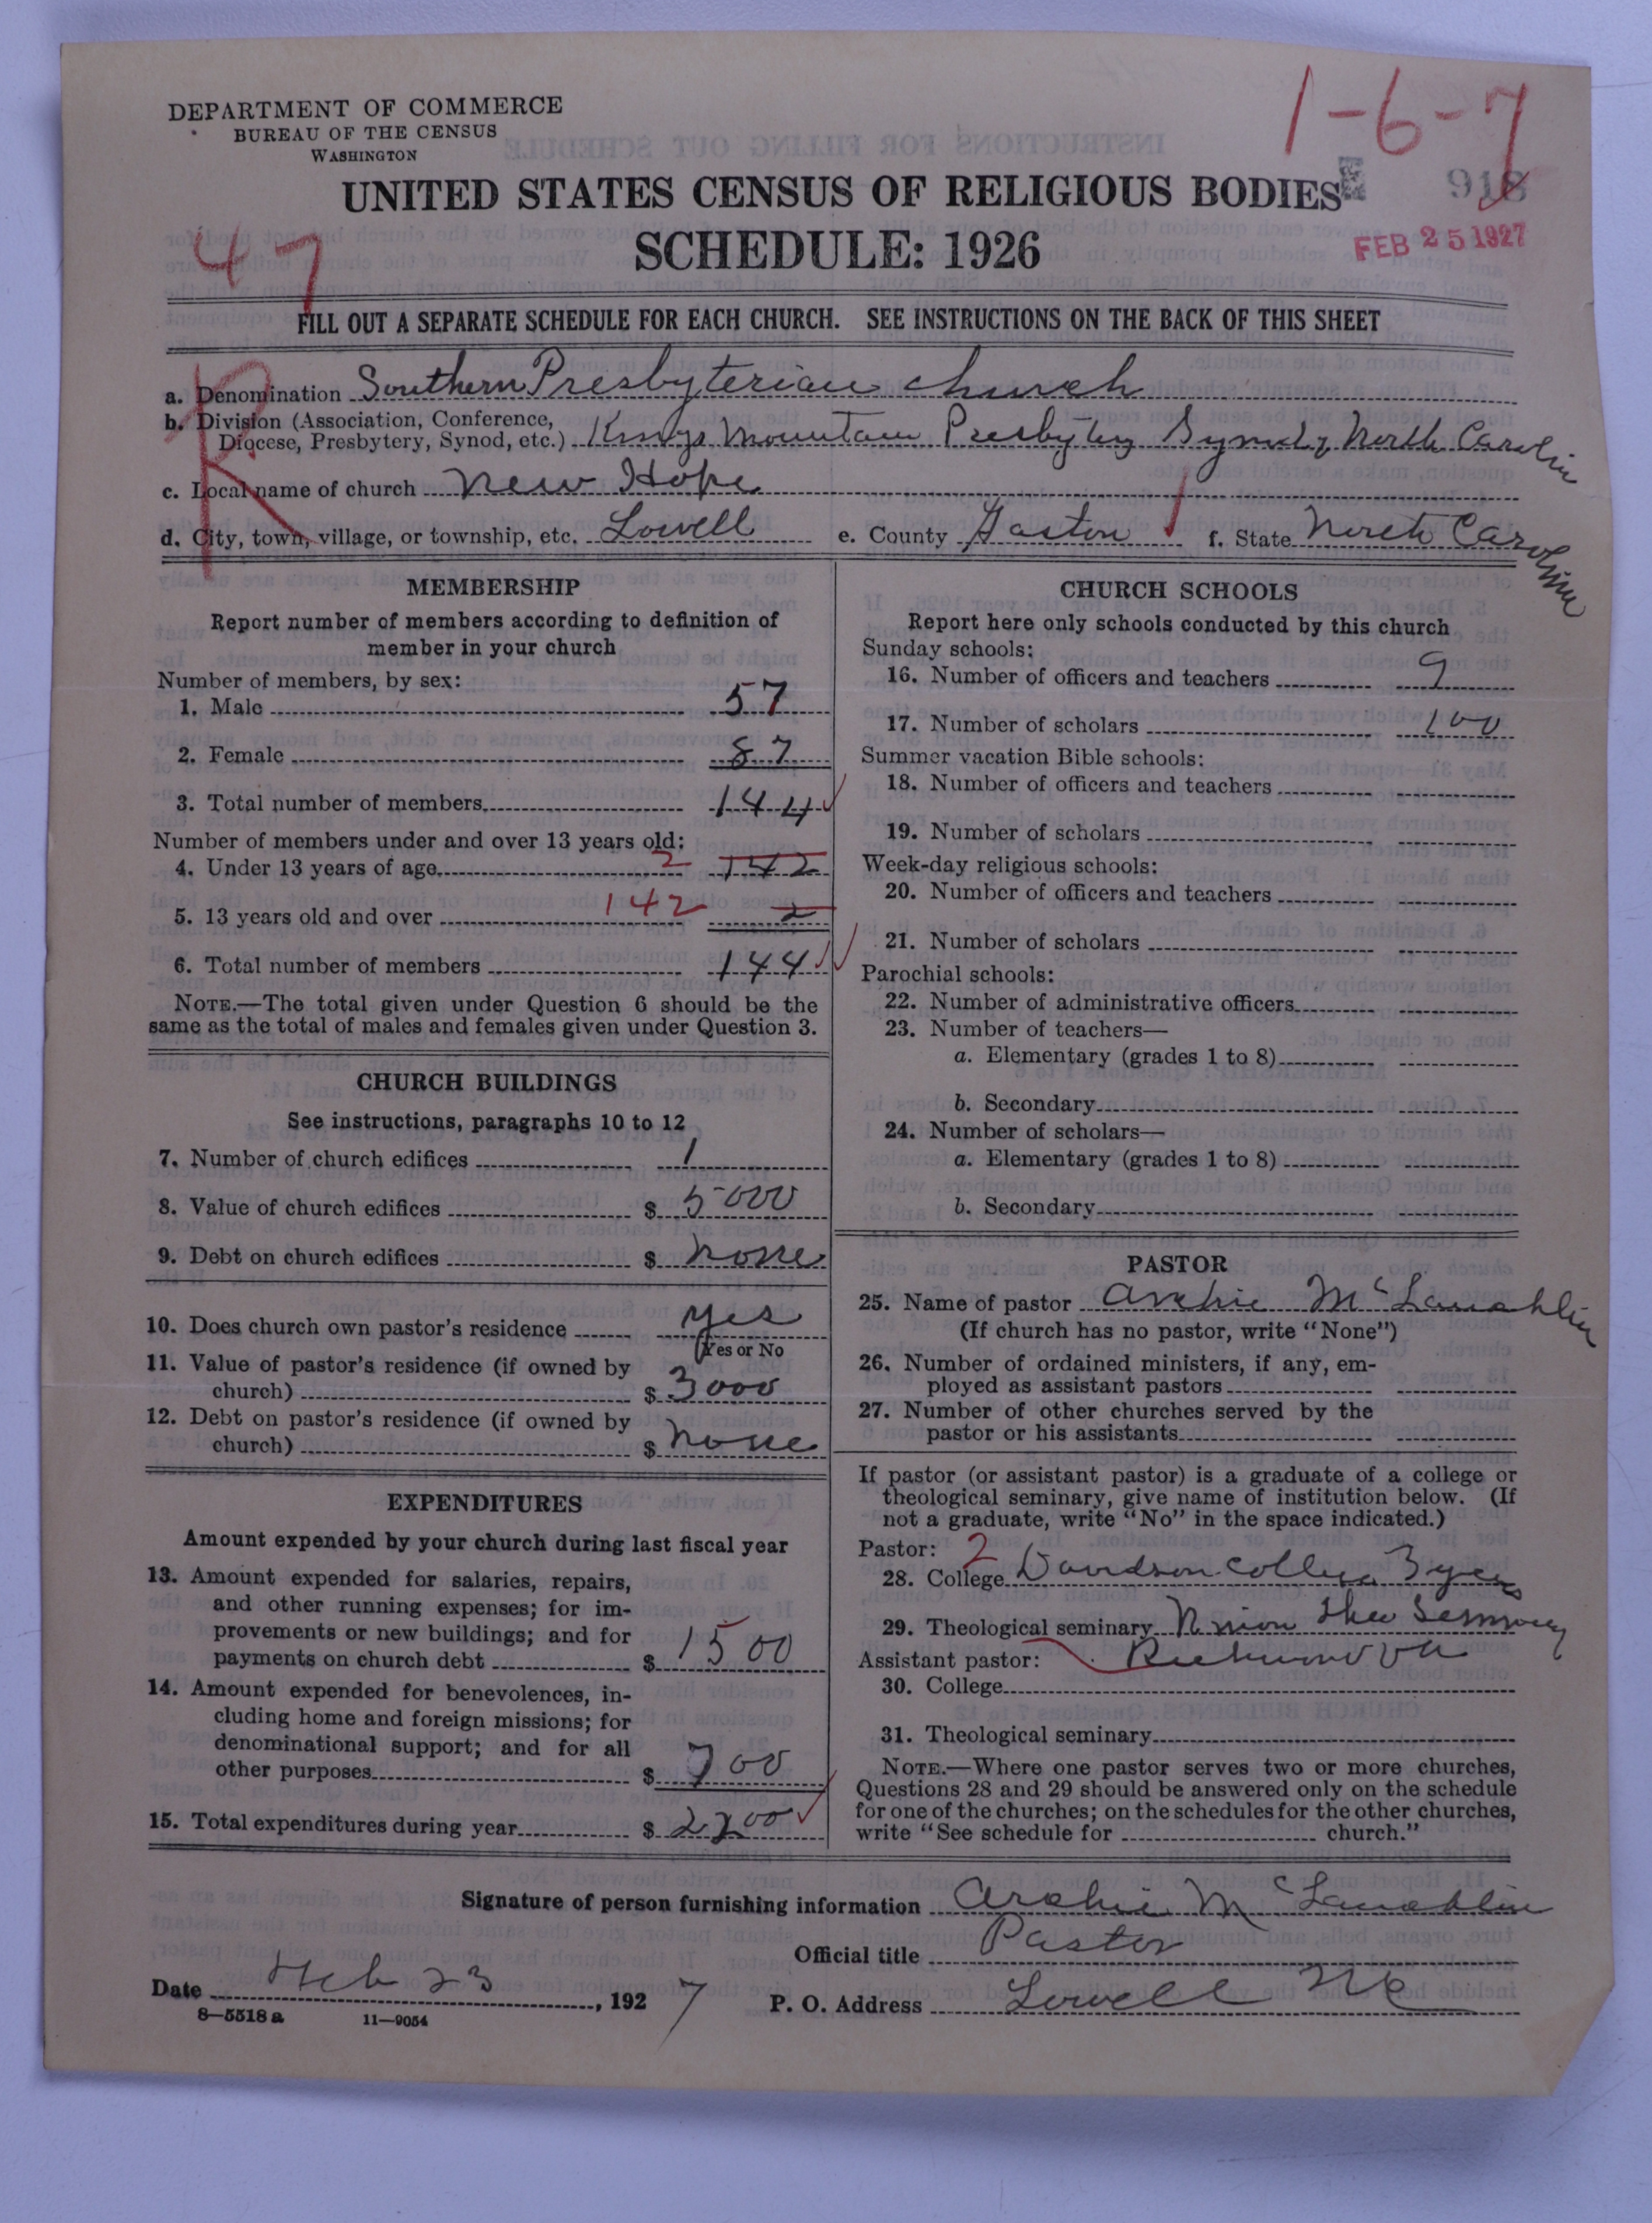 1-6-7
DEPARTMENT OF COMMERCE
BUREAU OF THE CENSUS
WASHINGTON
UNITED STATES CENSUS OF RELIGIOUS BODIES
918
SCHEDULE: 1926
FEB 25 1927
47
FILL OUT A SEPARATE SCHEDULE FOR EACH CHURCH. SEE INSTRUCTIONS ON THE BACK OF THIS SHEET
R
a. Denomination Southern Presbyterian church
b. Division (Association, Conference,
Diocese, Presbytery, Synod, etc.) Kings Mountain Presbytery Synod of North Carolina
c. Local name of church New Hope
d. City, town, village, or township, etc. Lowell e. County Gaston f. State North Carolina
MEMBERSHIP
Report number of members according to definition of
member in your church
Number of members, by sex:
1. Male 57
2. Female 87
3. Total number of members 144
Number of members under and over 13 years old:
4. Under 13 years of age 2 142
5. 13 years old and over 142 2
6. Total number of members 144
NOTE.—The total given under Question 6 should be the
same as the total of males and females given under Question 3.
CHURCH BUILDINGS
See instructions, paragraphs 10 to 12
7. Number of church edifices 1
8. Value of church edifices $ 5000
9. Debt on church edifices $ none
10. Does church own pastor's residence yes
(Yes or No
11. Value of pastor's residence (if owned by
church) $ 3000
12. Debt on pastor's residence (if owned by
church) $ none
EXPENDITURES
Amount expended by your church during last fiscal year
13. Amount expended for salaries, repairs,
and other running expenses; for im-
provements or new buildings; and for
payments on church debt $ 1500
14. Amount expended for benevolences, in-
cluding home and foreign missions; for
denominational support; and for all
other purposes $ 700
15. Total expenditures during year $ 2200
CHURCH SCHOOLS
Report here only schools conducted by this church
Sunday schools:
16. Number of officers and teachers 9
17. Number of scholars 100
Summer vacation Bible schools:
18. Number of officers and teachers
19. Number of scholars
Week-day religious schools:
20. Number of officers and teachers
21. Number of scholars
Parochial schools:
22. Number of administrative officers
23. Number of teachers—
a. Elementary (grades 1 to 8)
b. Secondary
24. Number of scholars—
a. Elementary (grades 1 to 8)
b. Secondary
PASTOR
25. Name of pastor Archie McLauchlin
(If church has no pastor, write "None")
26. Number of ordained ministers, if any, em-
ployed as assistant pastors
27. Number of other churches served by the
pastor or his assistants
If pastor (or assistant pastor) is a graduate of a college or
theological seminary, give name of institution below. (If
not a graduate, write "No" in the space indicated.)
Pastor: 2
28. College Davidson College 3 years
29. Theological seminary Union Theo Seminary
Assistant pastor: Richmond Va
30. College
31. Theological seminary
NOTE.—Where one pastor serves two or more churches,
Questions 28 and 29 should be answered only on the schedule
for one of the churches; on the schedules for the other churches,
write "See schedule for church."
Signature of person furnishing information Archie McLauchlin
Official title Pastor
Date Feb 23, 1927 P. O. Address Lowell NC
8—5518 a 11—9054